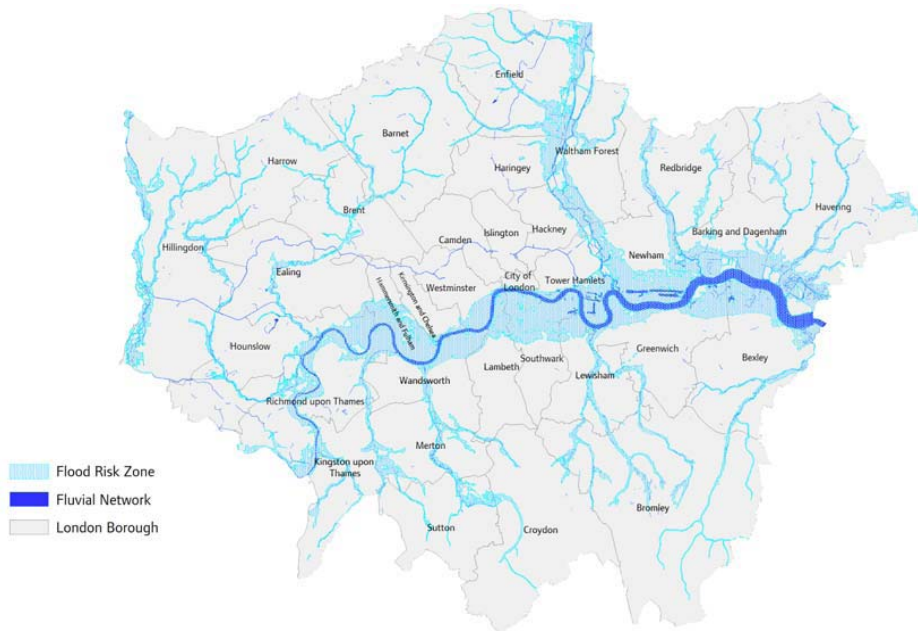 Enfield
Barnet
Waltham Forest
Harrow
Haringey
Redbridge
Havering
Brent
Barking and Dagenham
Islington
Hackney
Camden
Hillingdon
Newham
Ealing
Kensington and Chelsea
Hammersmith and Fulham
Westminster
City of
London
Tower Hamlets
Hounslow
Greenwich
Bexley
Southwark
Lambeth
Wandsworth
Lewisham
Richmond upon Thames
Merton
Kingston upon
Thames
Bromley
Sutton
Croydon
Flood Risk Zone
Fluvial Network
London Borough